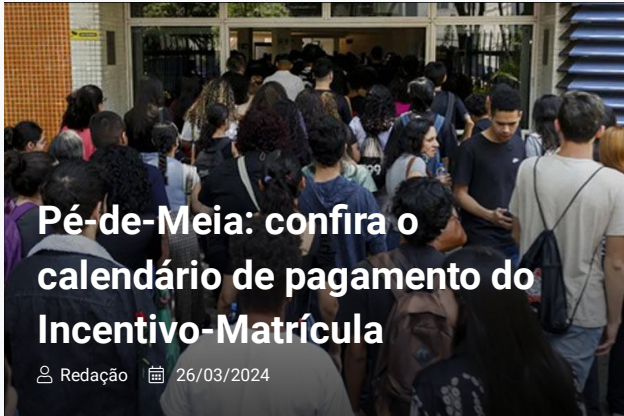 Pé-de-Meia: confira o
calendário de pagamento do
Incentivo-Matrícula
Redação 26/03/2024